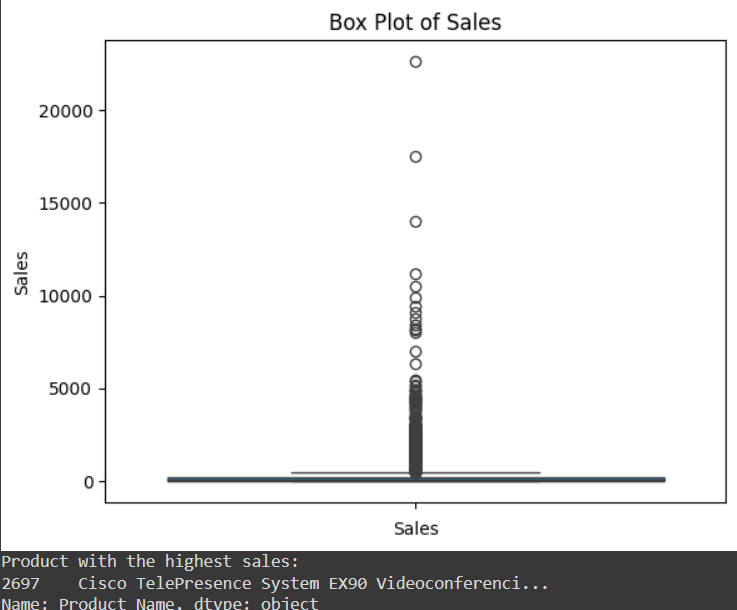 Box Plot of Sales
20000
15000
Sales
10000
5000
0
Sales
Product with the highest sales:
2697    Cisco TelePresence System EX90 Videoconferenci...
Name: Product Name, dtype: object